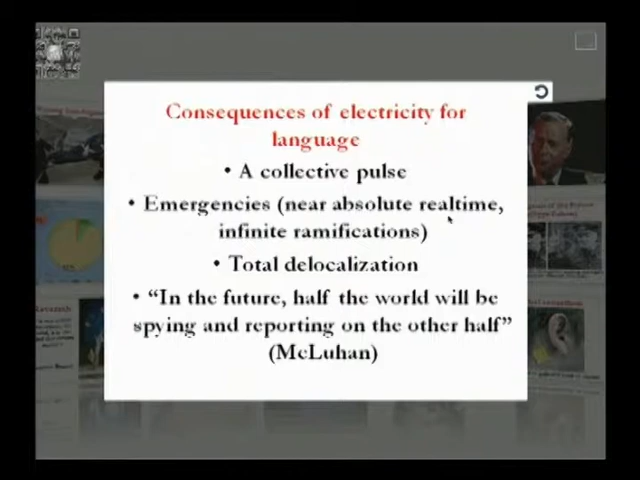 Consequences of electricity for
language
• A collective pulse
• Emergencies (near absolute realtime,
infinite ramifications)
• Total delocalization
• “In the future, half the world will be
spying and reporting on the other half”
(McLuhan)